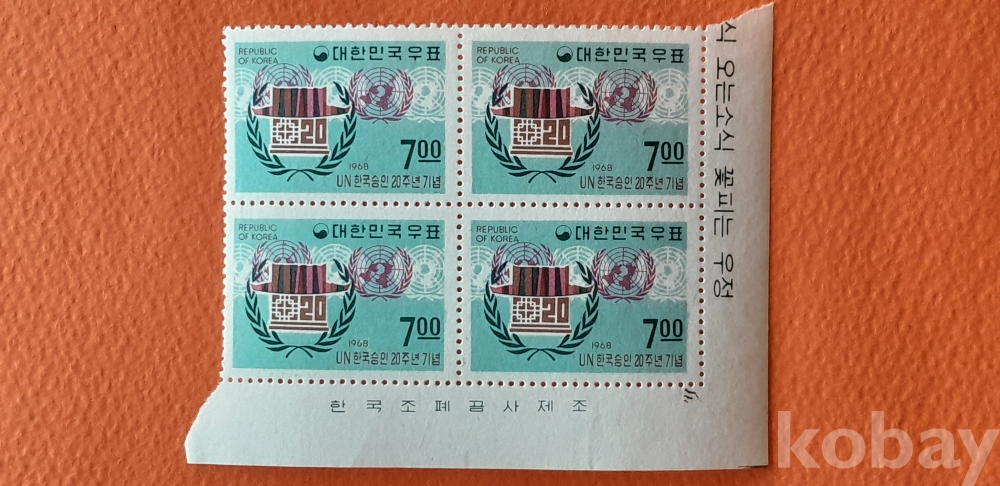 REPUBLIC
OF KOREA
대한민국우표
20
7.00
1968
UN 한국승인 20주년 기념
REPUBLIC
OF KOREA
대한민국우표
20
7.00
1968
UN 한국승인 20주년 기념
REPUBLIC
OF KOREA
대한민국우표
20
7.00
1968
UN 한국승인 20주년 기념
REPUBLIC
OF KOREA
대한민국우표
20
7.00
1968
UN 한국승인 20주년 기념
식 오는소식 꽃피는 우정
한국조폐공사제조
kobay